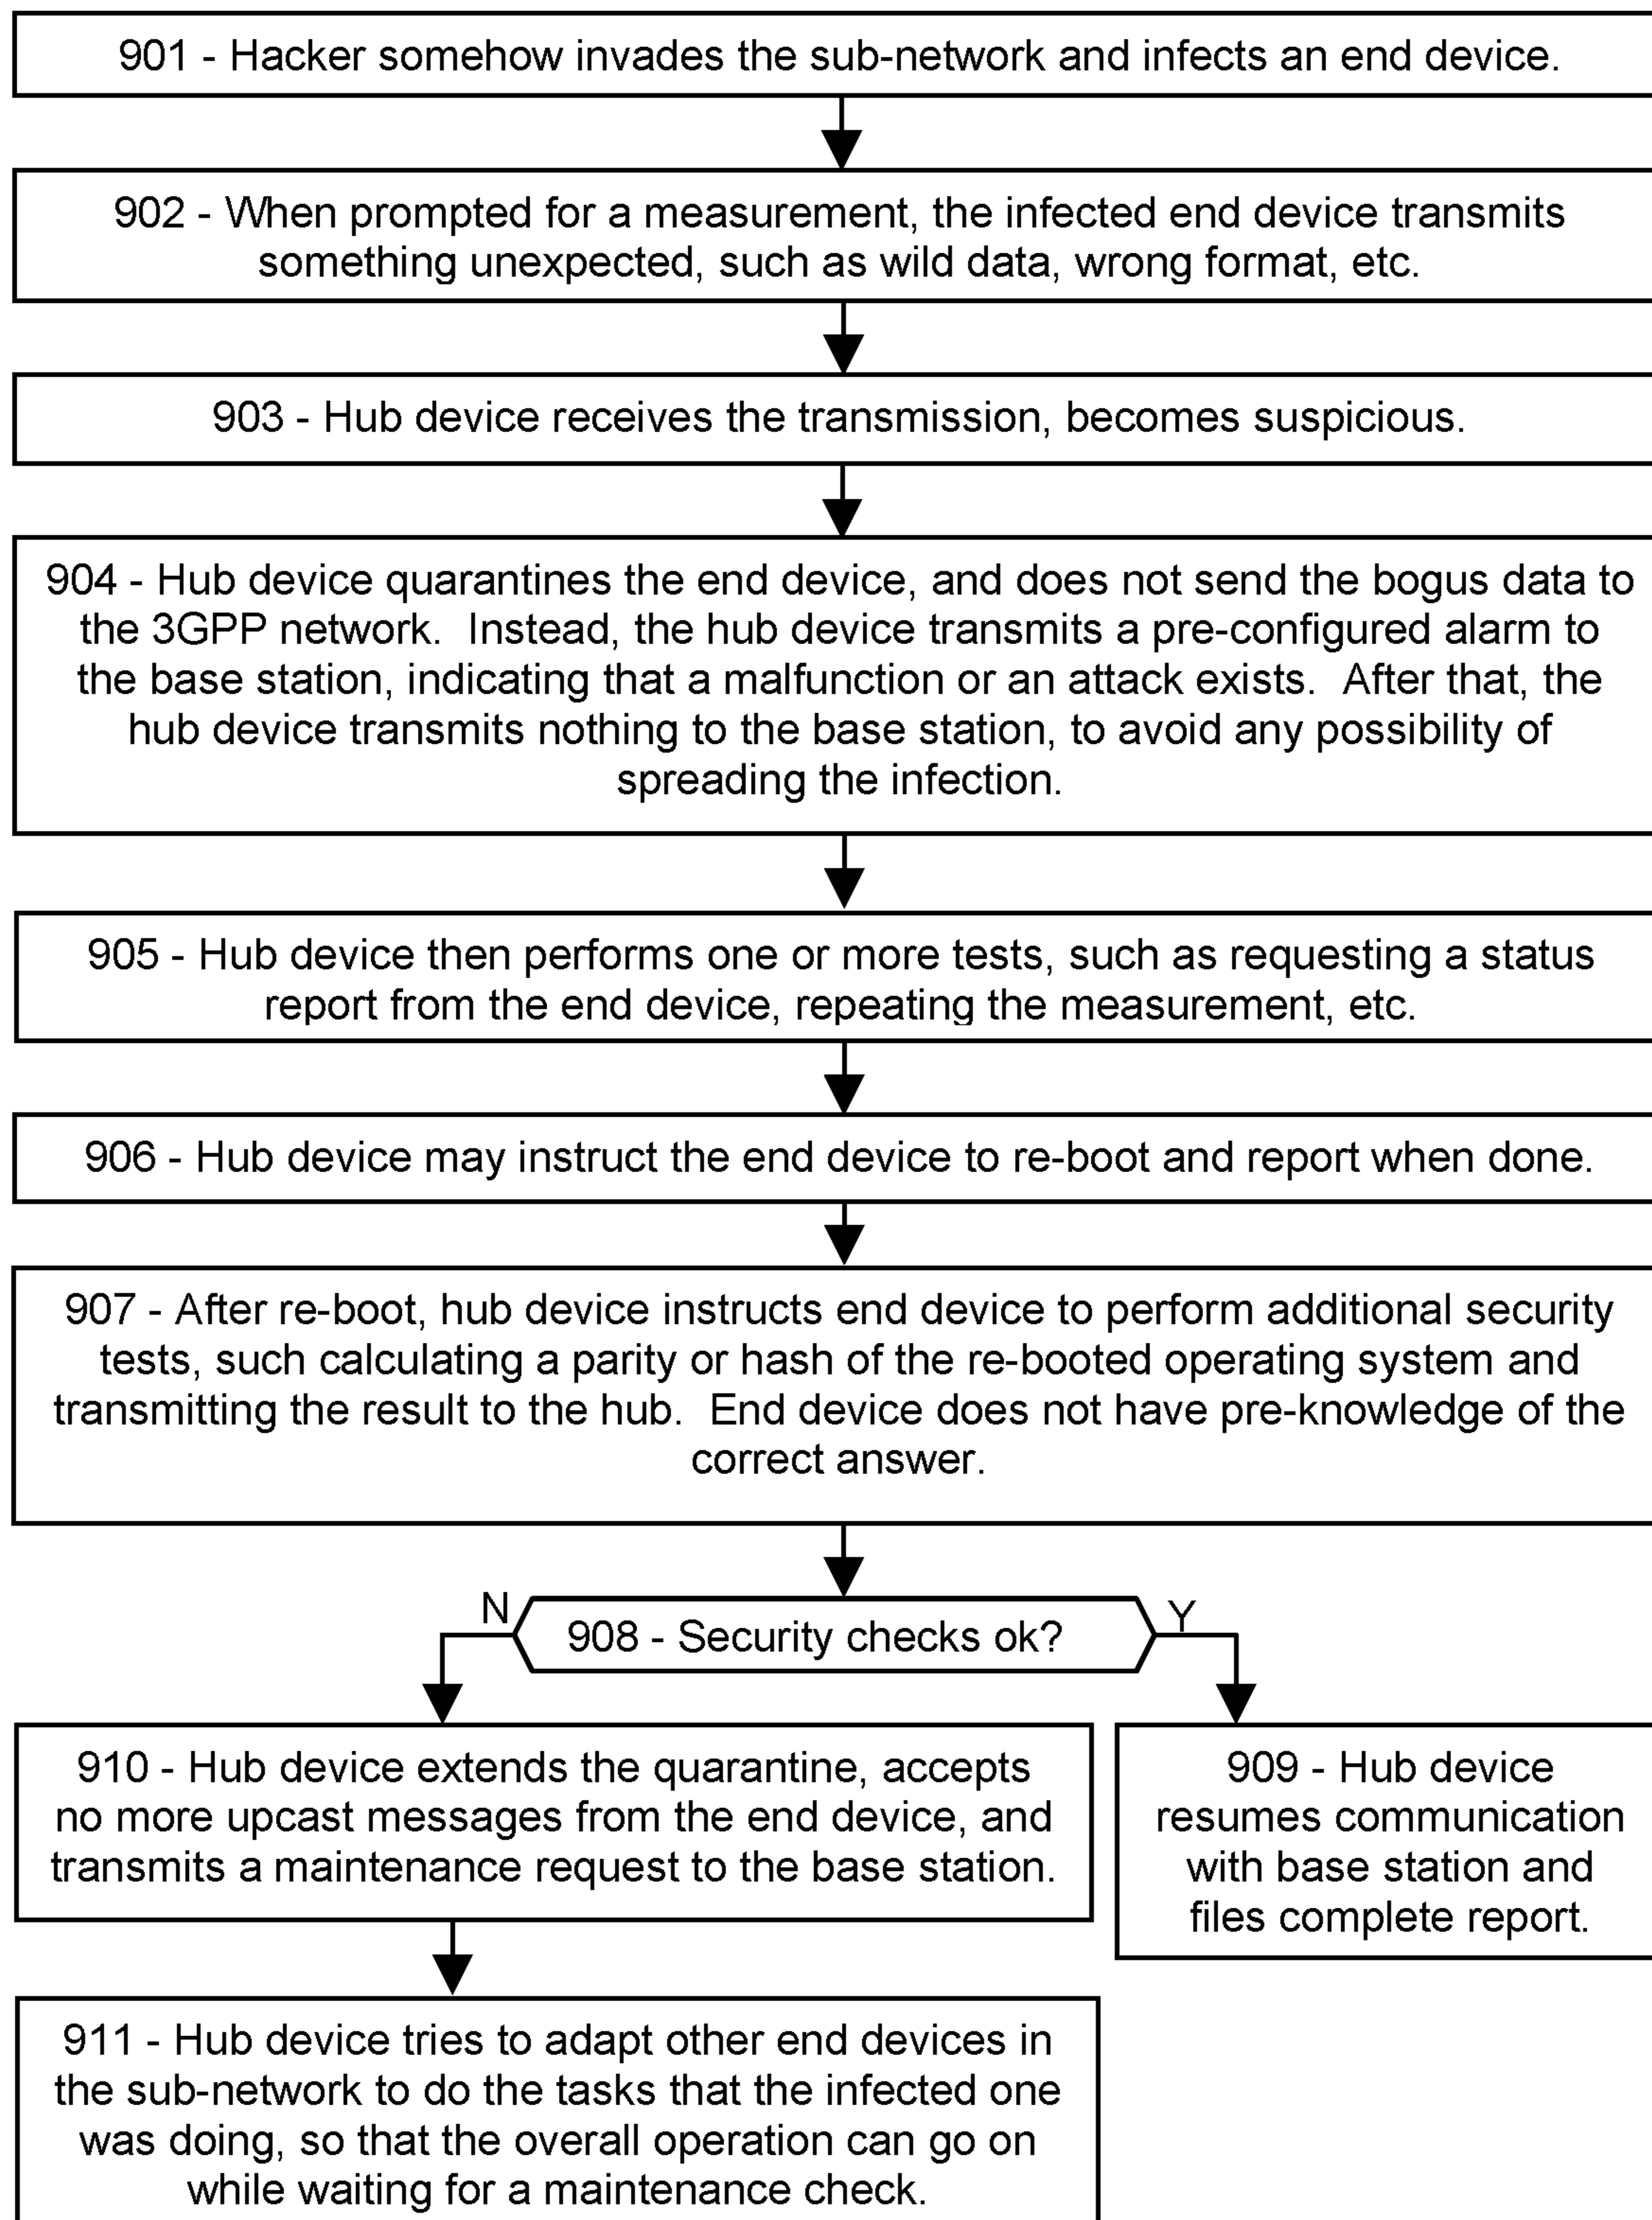 901 - Hacker somehow invades the sub-network and infects an end device.
902 - When prompted for a measurement, the infected end device transmits
something unexpected, such as wild data, wrong format, etc.
903 - Hub device receives the transmission, becomes suspicious.
904 - Hub device quarantines the end device, and does not send the bogus data to
the 3GPP network.  Instead, the hub device transmits a pre-configured alarm to
the base station, indicating that a malfunction or an attack exists.  After that, the
hub device transmits nothing to the base station, to avoid any possibility of
spreading the infection.
905 - Hub device then performs one or more tests, such as requesting a status
report from the end device, repeating the measurement, etc.
906 - Hub device may instruct the end device to re-boot and report when done.
907 - After re-boot, hub device instructs end device to perform additional security
tests, such calculating a parity or hash of the re-booted operating system and
transmitting the result to the hub.  End device does not have pre-knowledge of the
correct answer.
N
908 - Security checks ok?
Y
910 - Hub device extends the quarantine, accepts
no more upcast messages from the end device, and
transmits a maintenance request to the base station.
909 - Hub device
resumes communication
with base station and
files complete report.
911 - Hub device tries to adapt other end devices in
the sub-network to do the tasks that the infected one
was doing, so that the overall operation can go on
while waiting for a maintenance check.